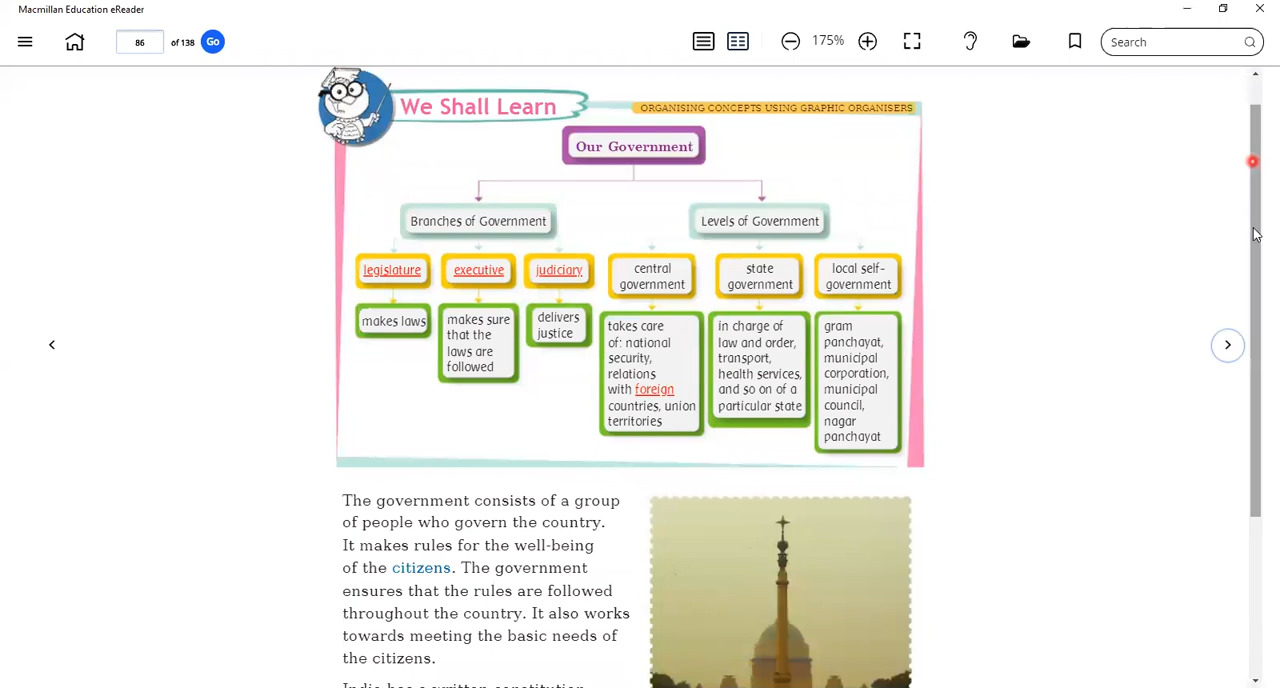 Macmillan Education eReader
86
of 138
Go
175%
Search
We Shall Learn
ORGANISING CONCEPTS USING GRAPHIC ORGANISERS
Our Government
Branches of Government
Levels of Government
legislature
executive
judiciary
central
government
state
government
local self-
government
makes laws
makes sure
that the
laws are
followed
delivers
justice
takes care
of: national
security,
relations
with foreign
countries, union
territories
in charge of
law and order,
transport,
health services,
and so on of a
particular state
gram
panchayat,
municipal
corporation,
municipal
council,
nagar
panchayat
The government consists of a group
of people who govern the country.
It makes rules for the well-being
of the citizens. The government
ensures that the rules are followed
throughout the country. It also works
towards meeting the basic needs of
the citizens.
India has a written constitution